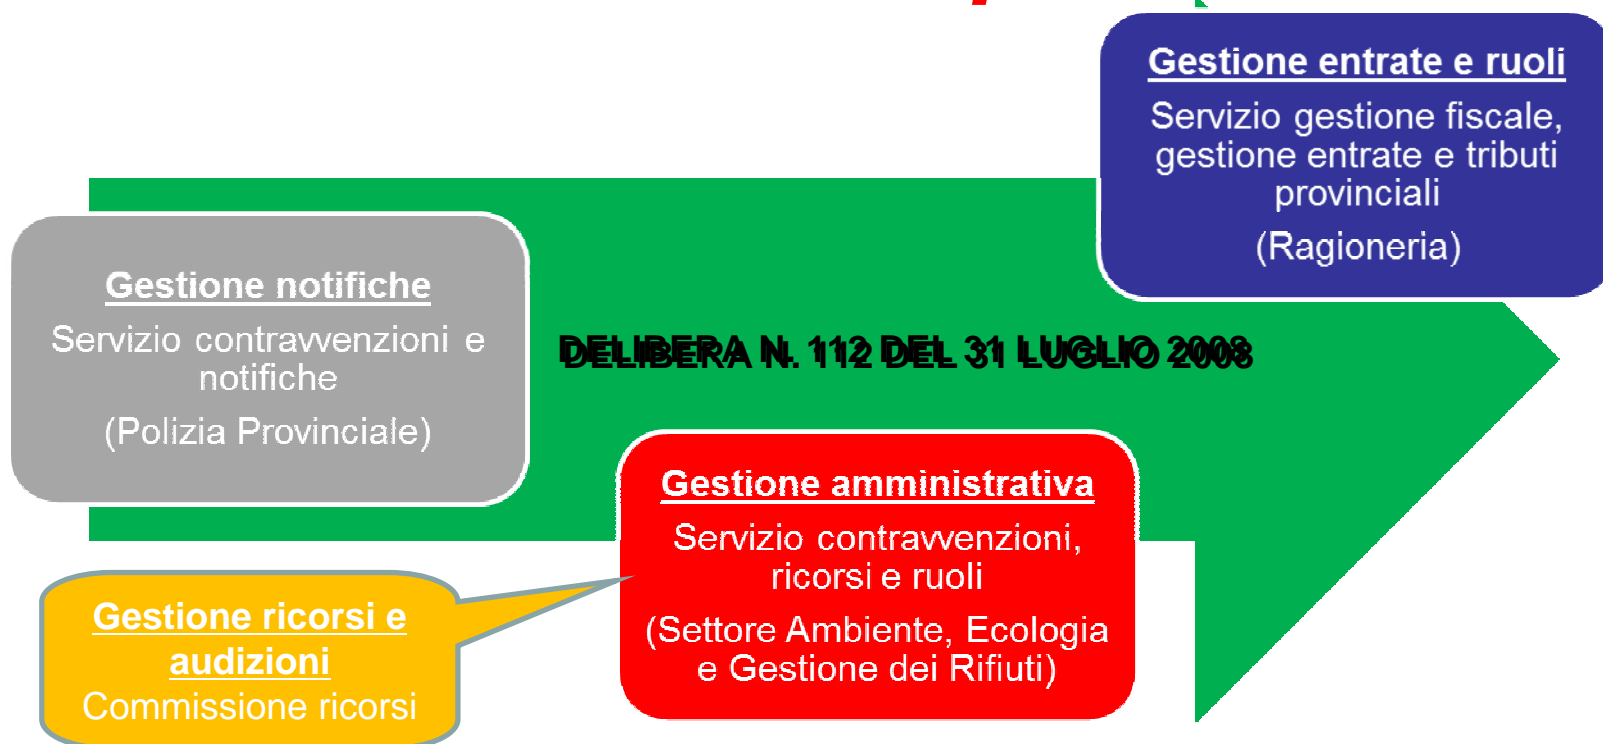 Gestione entrate e ruoli
Servizio gestione fiscale,
gestione entrate e tributi
provinciali
(Ragioneria)
Gestione notifiche
Servizio contravvenzioni e
notifiche
(Polizia Provinciale)
DELIBERA N. 112 DEL 31 LUGLIO 2008
Gestione amministrativa
Servizio contravvenzioni,
ricorsi e ruoli
(Settore Ambiente, Ecologia
e Gestione dei Rifiuti)
Gestione ricorsi e
audizioni
Commissione ricorsi